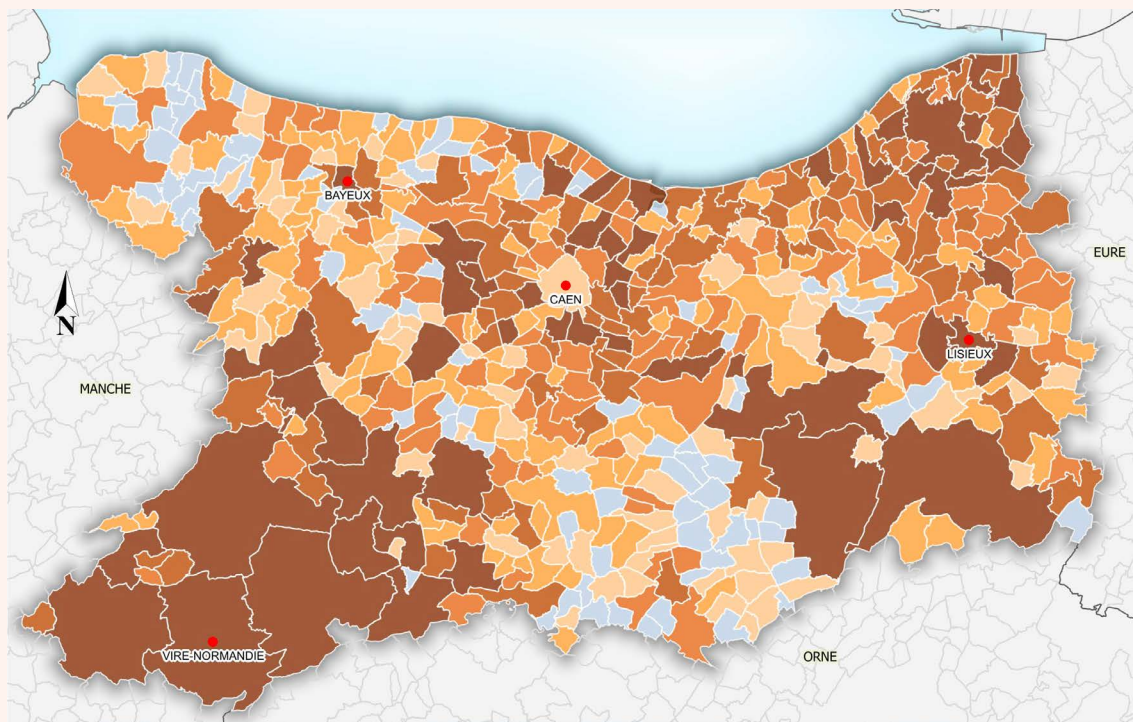 BAYEUX
EURE
CAEN
N
LISIEUX
MANCHE
VIRE-NORMANDIE
ORNE